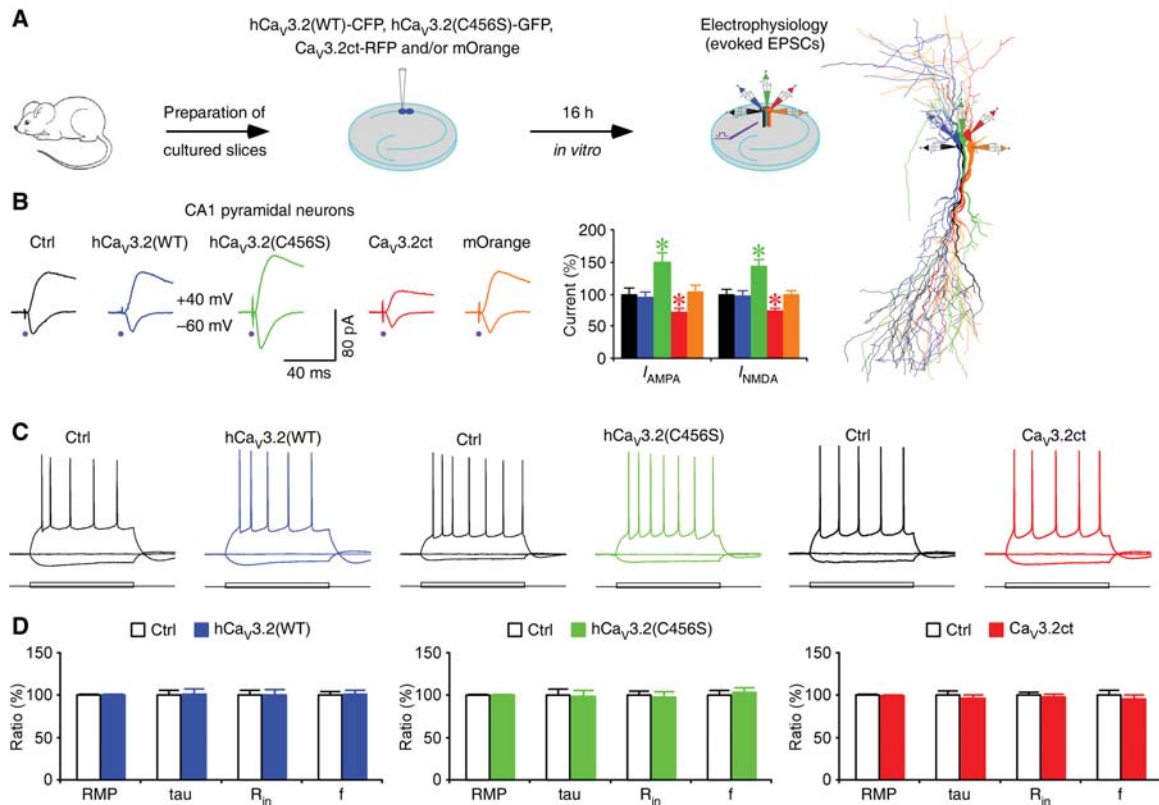 A
hCaV3.2(WT)-CFP, hCaV3.2(C456S)-GFP,
CaV3.2ct-RFP and/or mOrange
Electrophysiology
(evoked EPSCs)
Preparation of
cultured slices
16 h
in vitro
B
CA1 pyramidal neurons
Ctrl
hCaV3.2(WT)
hCaV3.2(C456S)
CaV3.2ct
mOrange
+40 mV
–60 mV
80 pA
40 ms
Current (%)
200
150
100
50
0
*
*
*
*
IAMPA
INMDA
C
Ctrl
hCaV3.2(WT)
Ctrl
hCaV3.2(C456S)
Ctrl
CaV3.2ct
D
Ctrl
hCaV3.2(WT)
Ratio (%)
150
100
50
0
RMP
tau
Rin
f
Ctrl
hCaV3.2(C456S)
Ratio (%)
150
100
50
0
RMP
tau
Rin
f
Ctrl
CaV3.2ct
Ratio (%)
150
100
50
0
RMP
tau
Rin
f